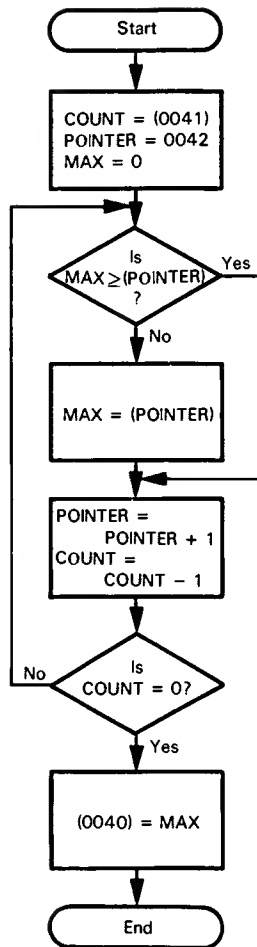 Start
COUNT = (0041)
POINTER = 0042
MAX = 0
Is
MAX ≥ (POINTER)
?
Yes
No
MAX = (POINTER)
POINTER =
POINTER + 1
COUNT =
COUNT - 1
Is
COUNT = 0?
No
Yes
(0040) = MAX
End